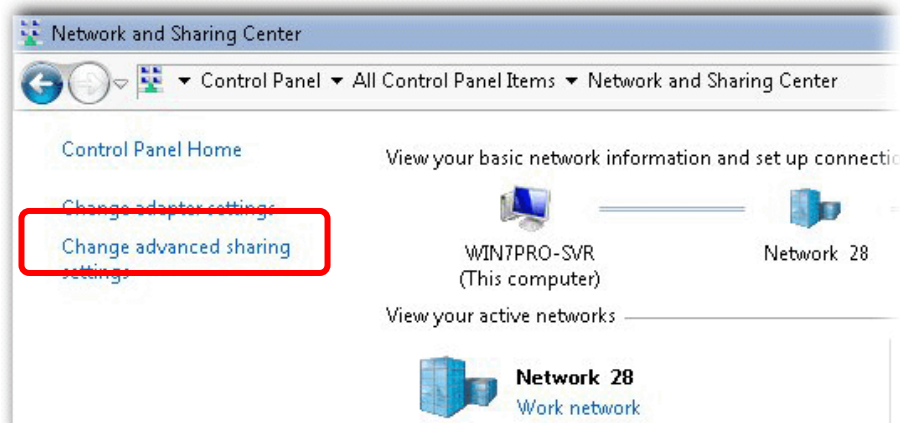 Network and Sharing Center
Control Panel All Control Panel Items Network and Sharing Center
Control Panel Home
Change adapter settings
Change advanced sharing
settings
View your basic network information and set up connectic
WIN7PRO-SVR
(This computer)
Network 28
View your active networks
Network 28
Work network